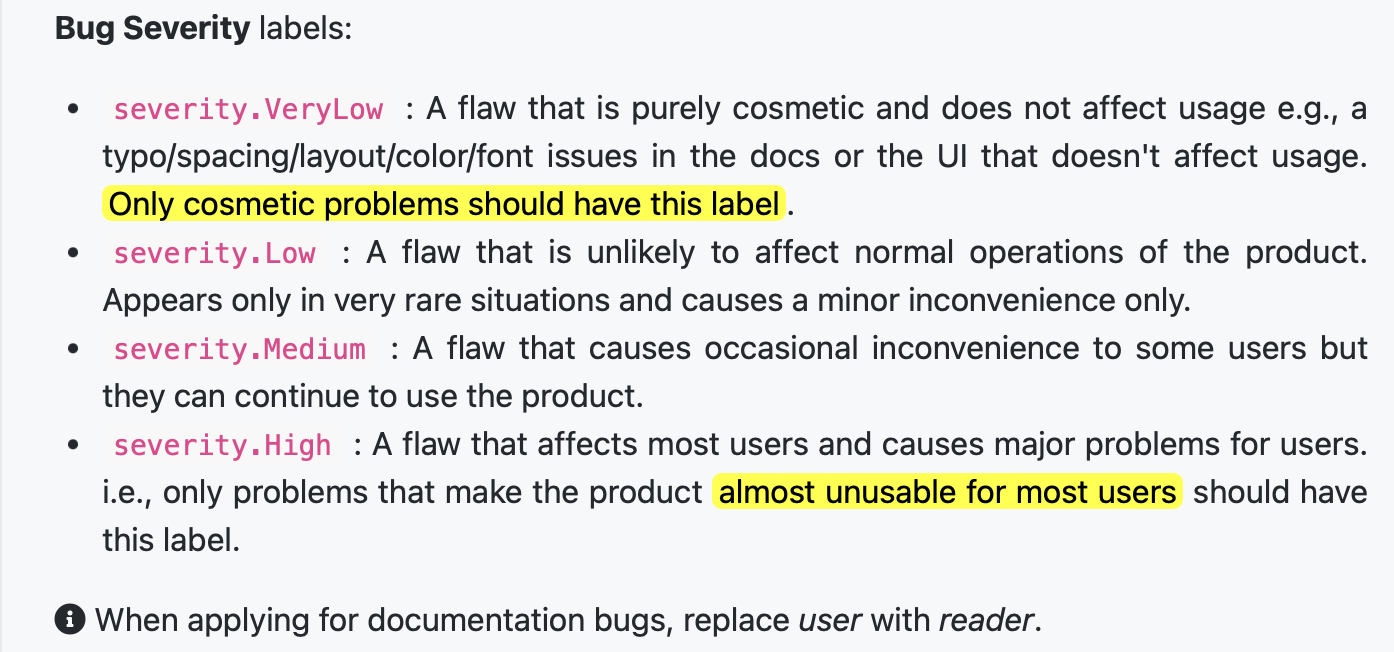 Bug Severity labels:
• severity.VeryLow : A flaw that is purely cosmetic and does not affect usage e.g., a
typo/spacing/layout/color/font issues in the docs or the UI that doesn't affect usage.
Only cosmetic problems should have this label.
• severity.Low : A flaw that is unlikely to affect normal operations of the product.
Appears only in very rare situations and causes a minor inconvenience only.
• severity.Medium : A flaw that causes occasional inconvenience to some users but
they can continue to use the product.
• severity.High : A flaw that affects most users and causes major problems for users.
i.e., only problems that make the product almost unusable for most users should have
this label.
When applying for documentation bugs, replace user with reader.